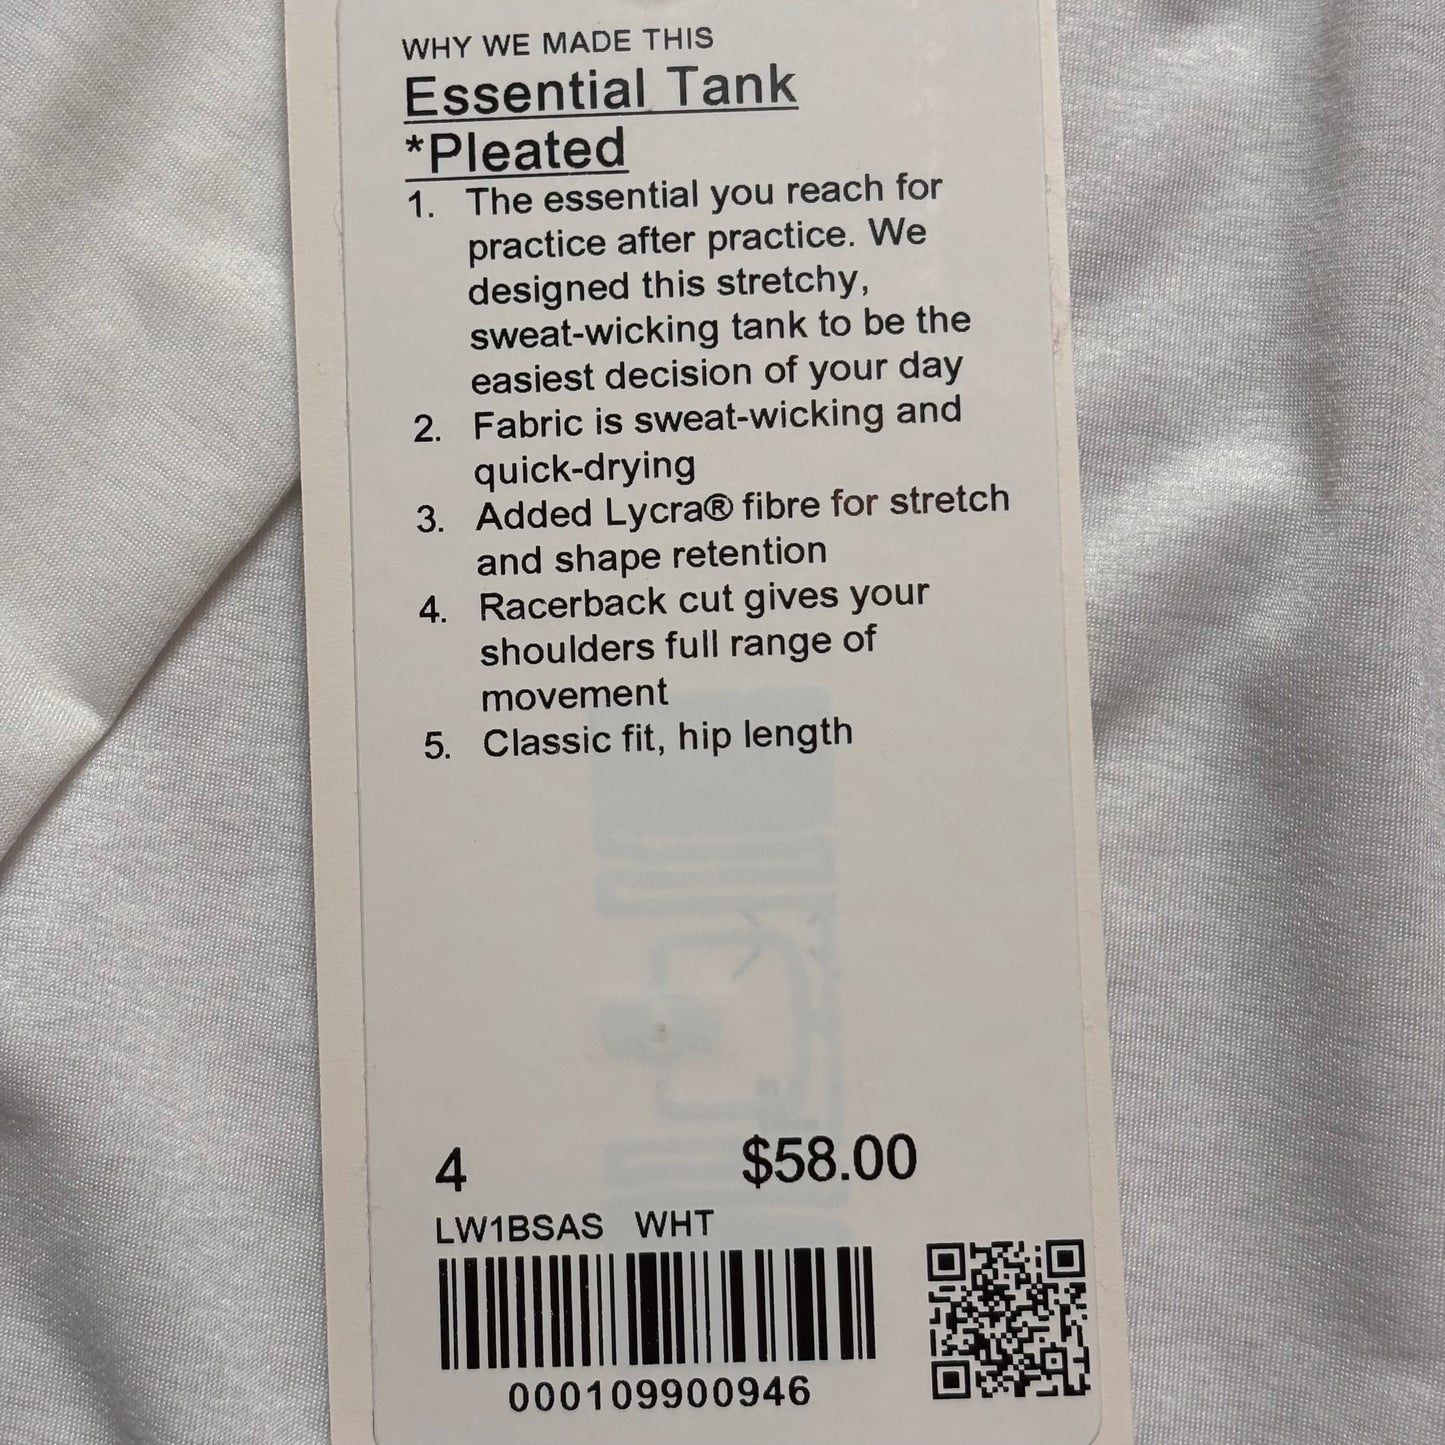 WHY WE MADE THIS
Essential Tank
*Pleated
1. The essential you reach for
practice after practice. We
designed this stretchy,
sweat-wicking tank to be the
easiest decision of your day
2. Fabric is sweat-wicking and
quick-drying
3. Added Lycra® fibre for stretch
and shape retention
4. Racerback cut gives your
shoulders full range of
movement
5. Classic fit, hip length
4 $58.00
LW1BSAS WHT
000109900946